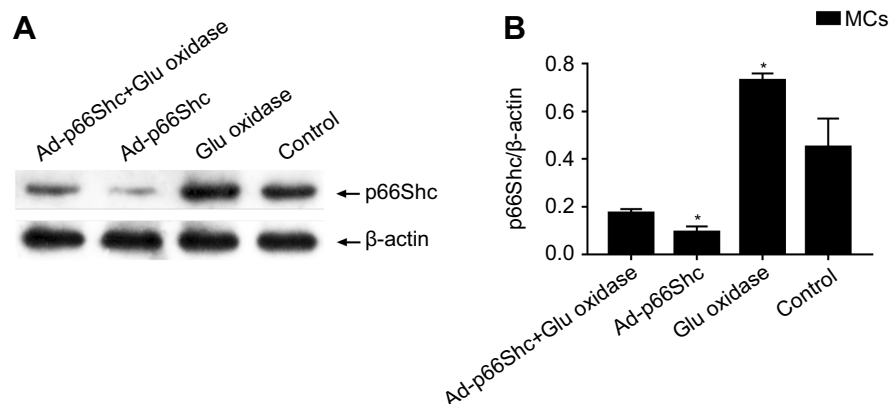 A
Ad-p66Shc+Glu oxidase
Ad-p66Shc
Glu oxidase
Control
p66Shc
β-actin
B
MCs
p66Shc/β-actin
0.8
0.6
0.4
0.2
0.0
*
*
Ad-p66Shc+Glu oxidase
Ad-p66Shc
Glu oxidase
Control